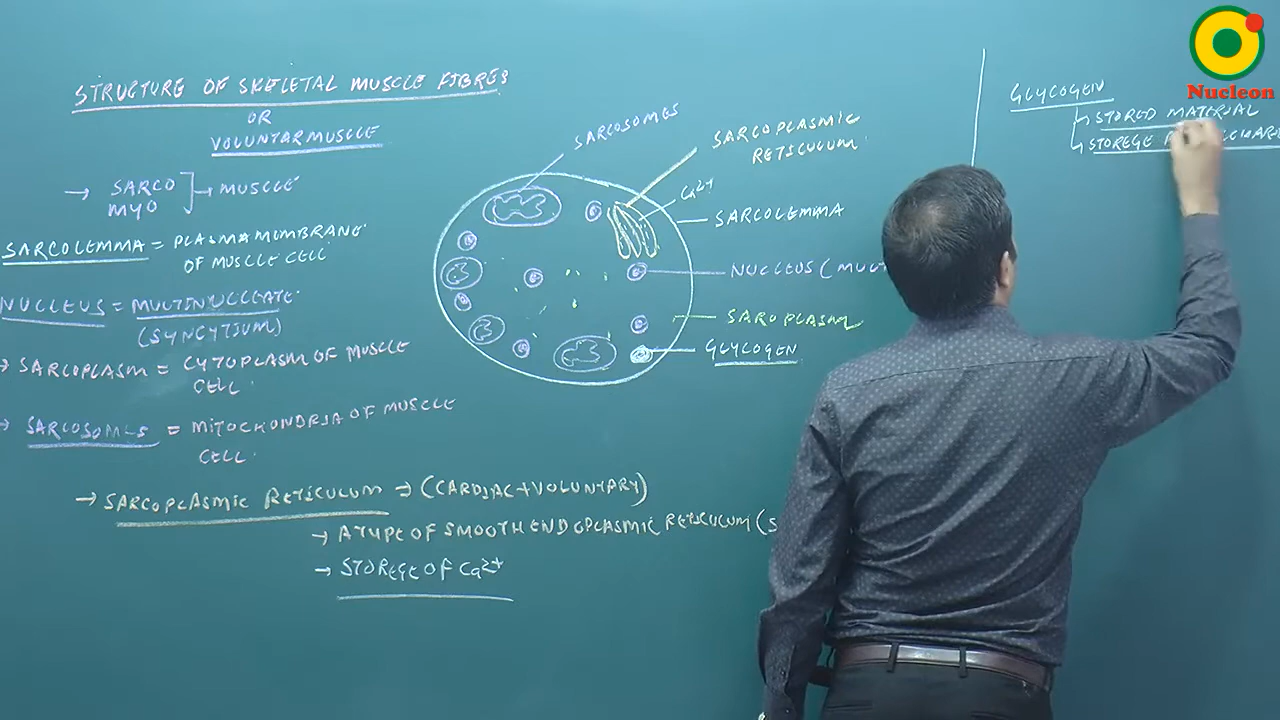 STRUCTURE OF SKELETAL MUSCLE FIBRES
OR
VOLUNTARMUSCLE
→ SARCO
MYO
→ MUSCLE
SARCOLEMMA = PLASMAMUMBRANE
OF MUSCLE CELL
NUCLEUS = MULTINUCLEATE
(SYNCYTIUM)
→ SARCOPLASM = CYTOPLASM OF MUSCLE
CELL
→ SARCOSOMES = MITOCHONDRIA OF MUSCLE
CELL
→ SARCOPLASMIC RETICULUM → (CARDIAC+VOLUNTARY)
→ A TYPE OF SMOOTH ENDOPLASMIC RETICULUM (S
→ STOREGE OF Ca2+
SARCOSOMES
SARCOPLASMIC
RETICULUM
Ca2+
SARCOLEMMA
NUCLEUS (MU
SAROPLASM
GLYCOGEN
GLYCOGEN
STORED MATERIAL
STOREGE
Nucleon